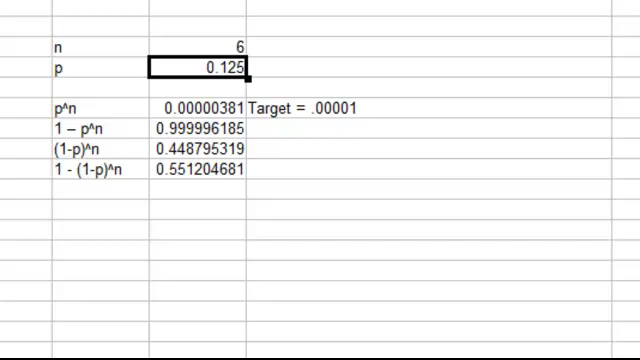 n 6
p 0.125
p^n 0.00000381 Target = .00001
1 – p^n 0.999996185
(1-p)^n 0.448795319
1 - (1-p)^n 0.551204681